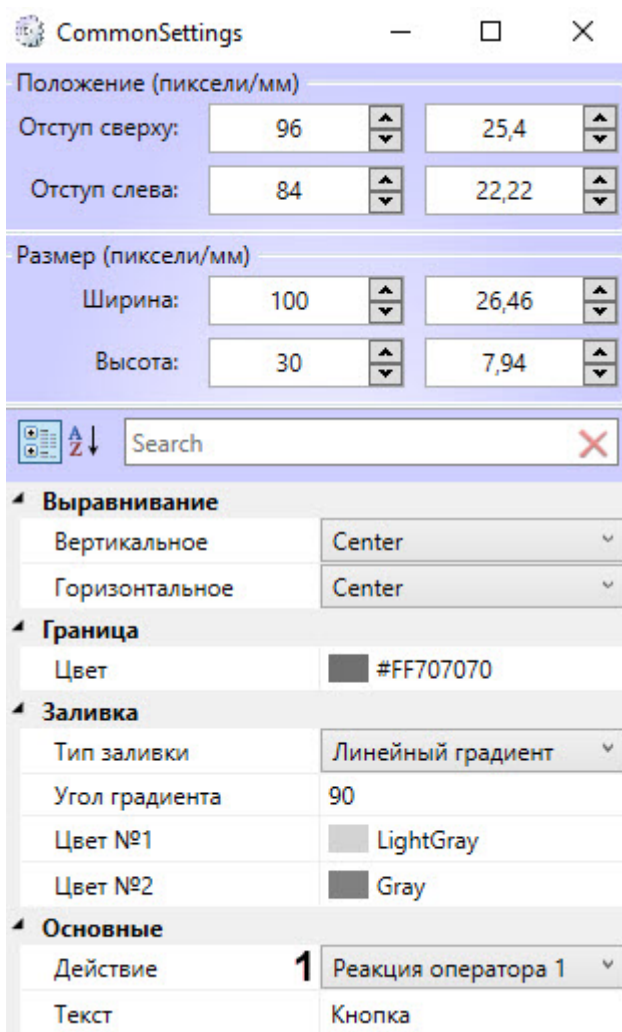 CommonSettings
Положение (пиксели/мм)
Отступ сверху: 96 25,4
Отступ слева: 84 22,22
Размер (пиксели/мм)
Ширина: 100 26,46
Высота: 30 7,94
A Z Search
Выравнивание
Вертикальное Center
Горизонтальное Center
Граница
Цвет #FF707070
Заливка
Тип заливки Линейный градиент
Угол градиента 90
Цвет №1 LightGray
Цвет №2 Gray
Основные
Действие 1 Реакция оператора 1
Текст Кнопка